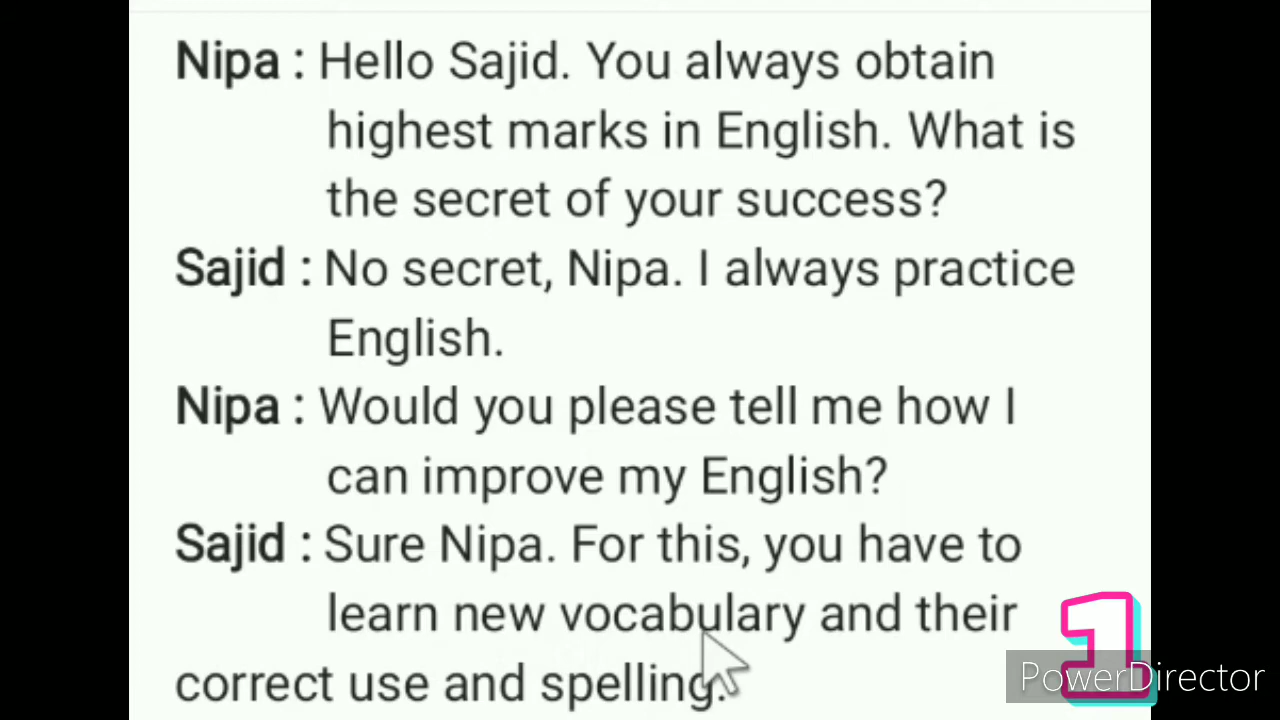 Nipa : Hello Sajid. You always obtain
highest marks in English. What is
the secret of your success?
Sajid : No secret, Nipa. I always practice
English.
Nipa : Would you please tell me how I
can improve my English?
Sajid : Sure Nipa. For this, you have to
learn new vocabulary and their
correct use and spelling.
1
PowerDirector